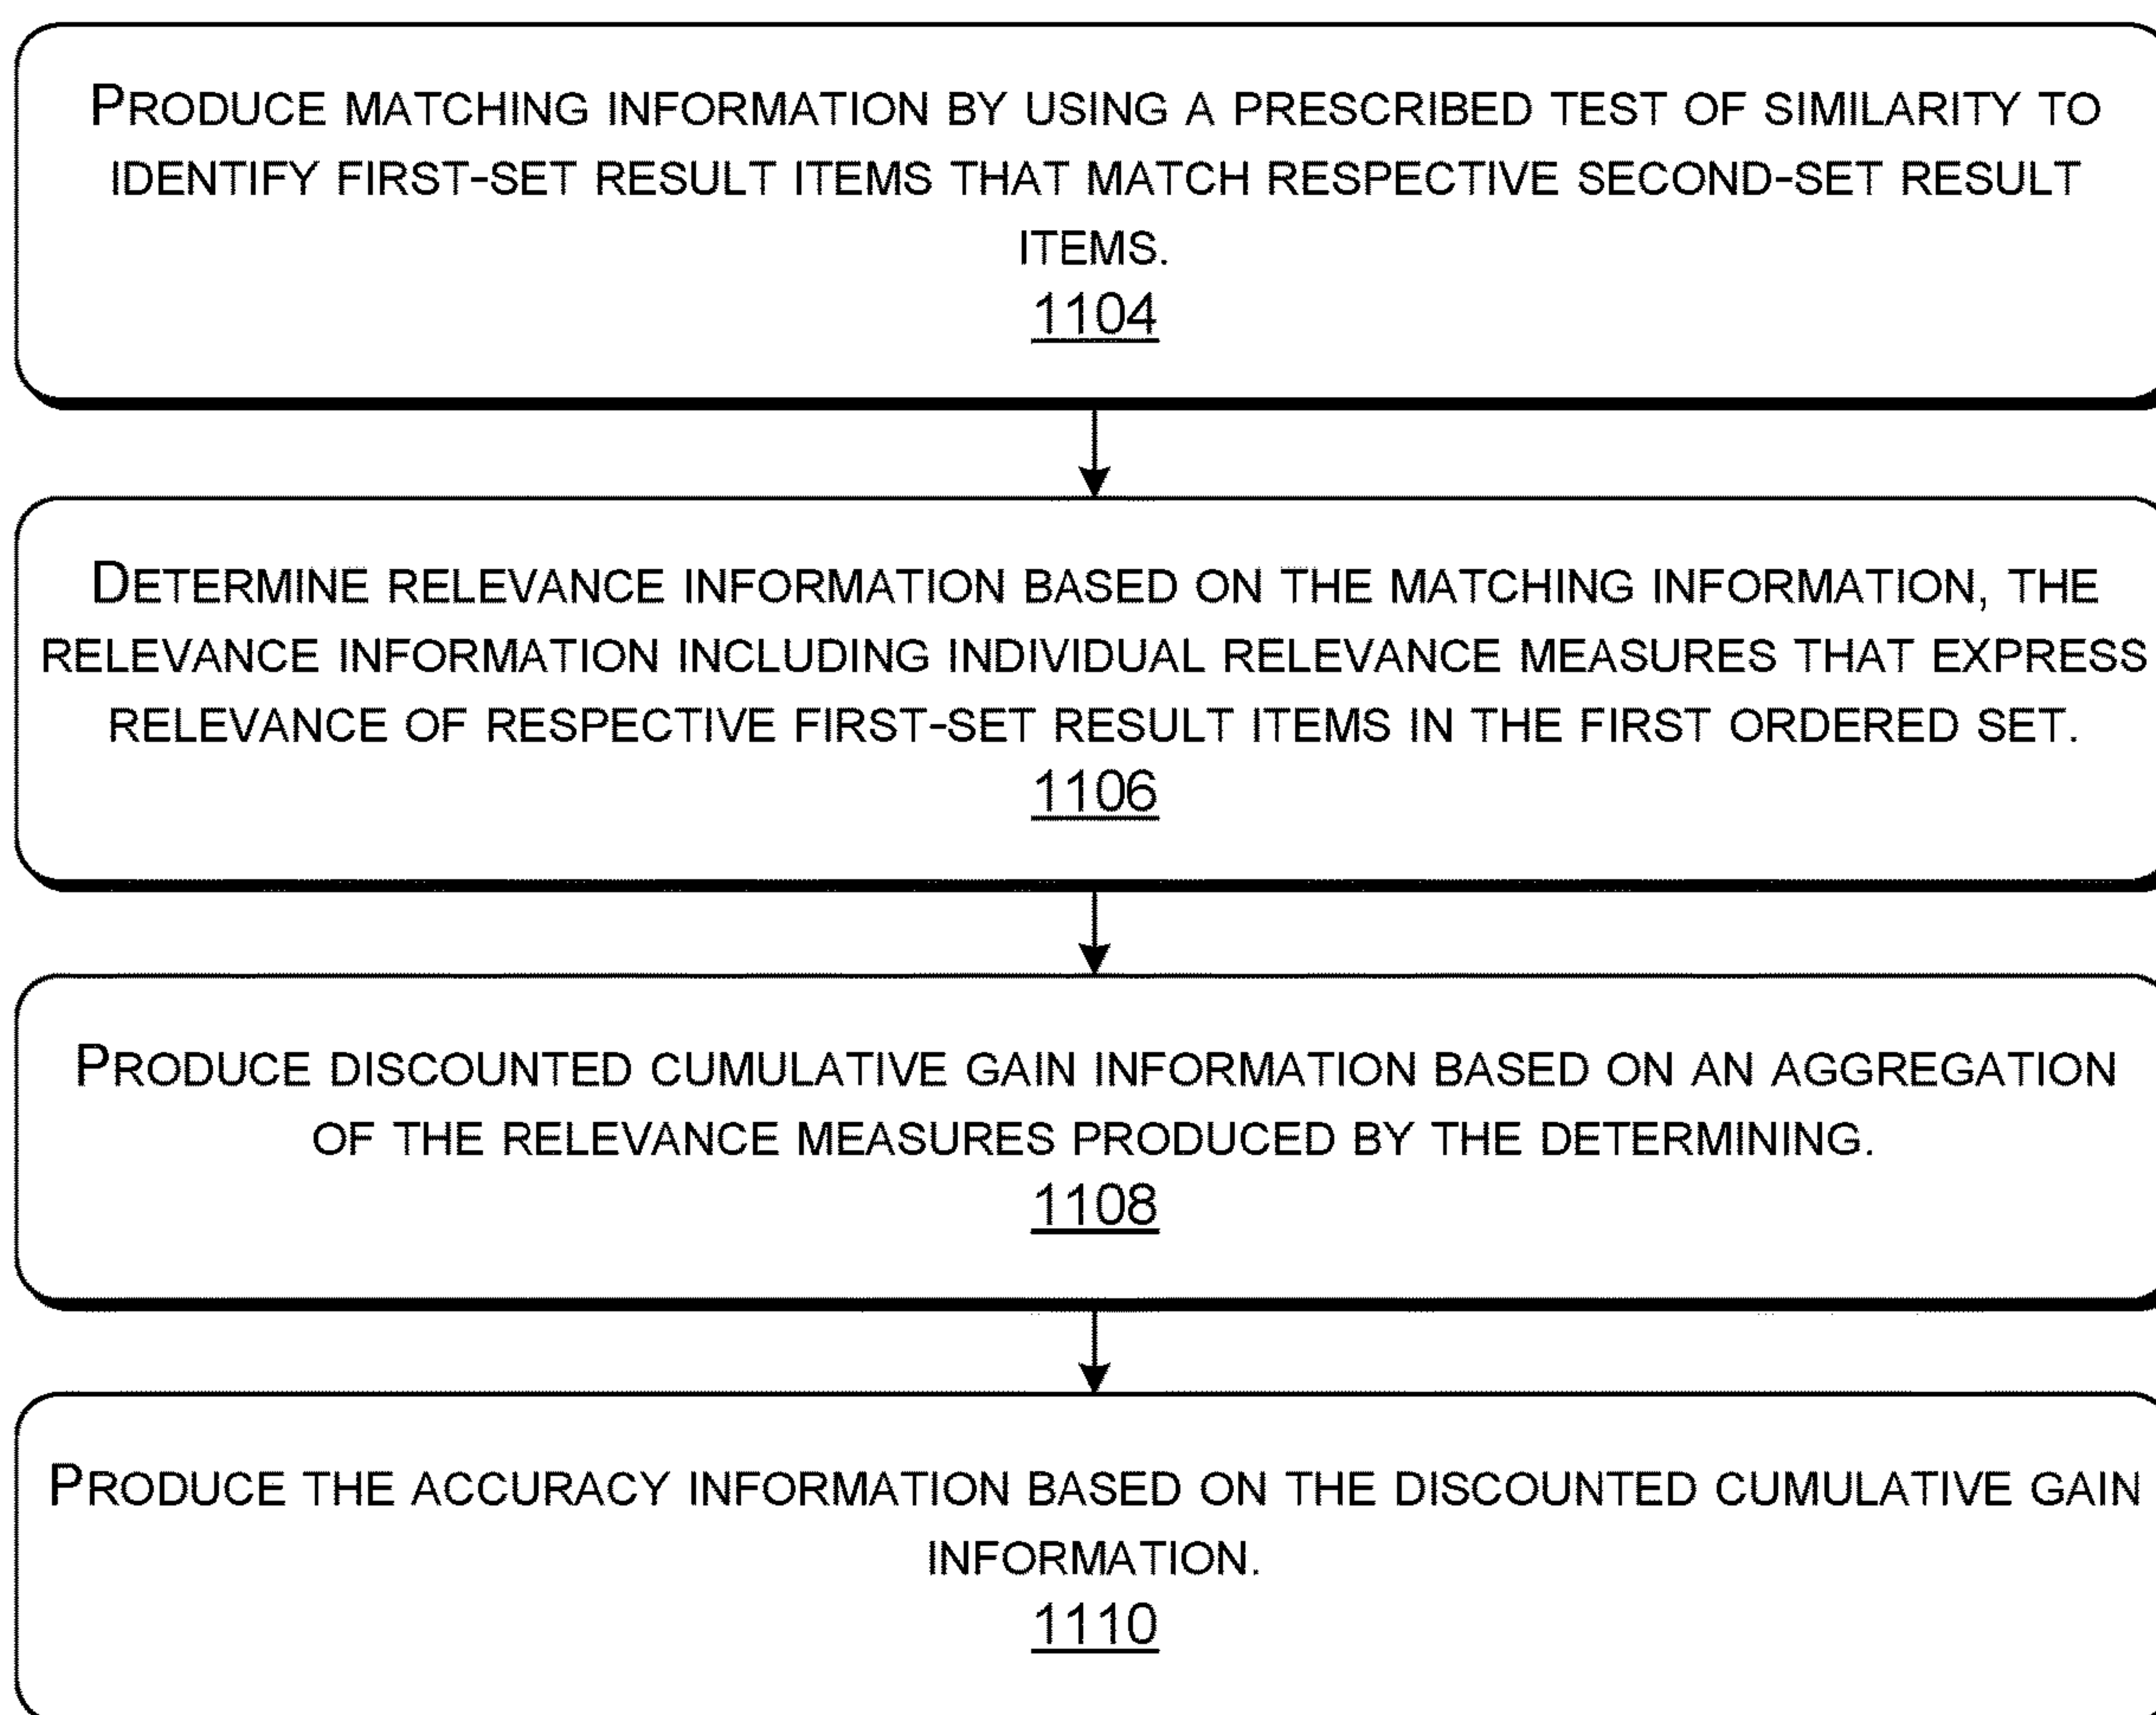 PRODUCE MATCHING INFORMATION BY USING A PRESCRIBED TEST OF SIMILARITY TO
IDENTIFY FIRST-SET RESULT ITEMS THAT MATCH RESPECTIVE SECOND-SET RESULT
ITEMS.
1104
DETERMINE RELEVANCE INFORMATION BASED ON THE MATCHING INFORMATION, THE
RELEVANCE INFORMATION INCLUDING INDIVIDUAL RELEVANCE MEASURES THAT EXPRESS
RELEVANCE OF RESPECTIVE FIRST-SET RESULT ITEMS IN THE FIRST ORDERED SET.
1106
PRODUCE DISCOUNTED CUMULATIVE GAIN INFORMATION BASED ON AN AGGREGATION
OF THE RELEVANCE MEASURES PRODUCED BY THE DETERMINING.
1108
PRODUCE THE ACCURACY INFORMATION BASED ON THE DISCOUNTED CUMULATIVE GAIN
INFORMATION.
1110